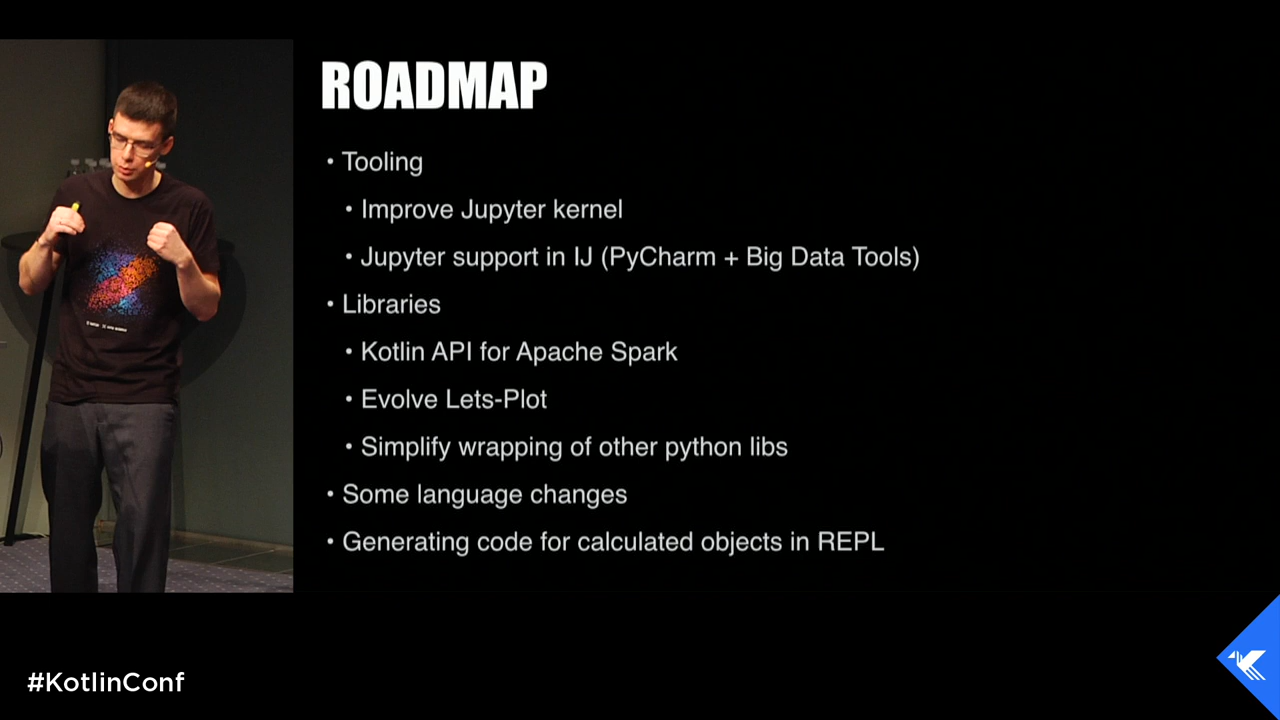 ROADMAP
• Tooling
• Improve Jupyter kernel
• Jupyter support in IJ (PyCharm + Big Data Tools)
• Libraries
• Kotlin API for Apache Spark
• Evolve Lets-Plot
• Simplify wrapping of other python libs
• Some language changes
• Generating code for calculated objects in REPL
#KotlinConf